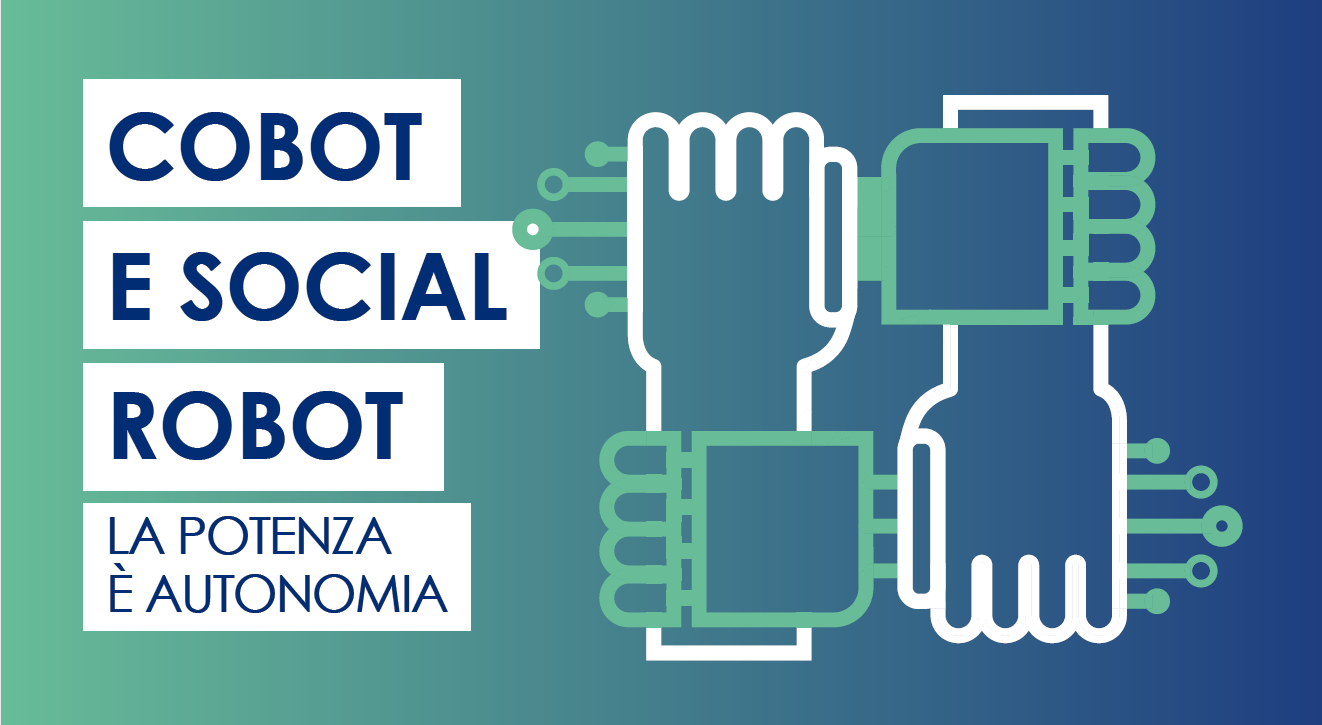 COBOT
E SOCIAL
ROBOT
LA POTENZA
È AUTONOMIA